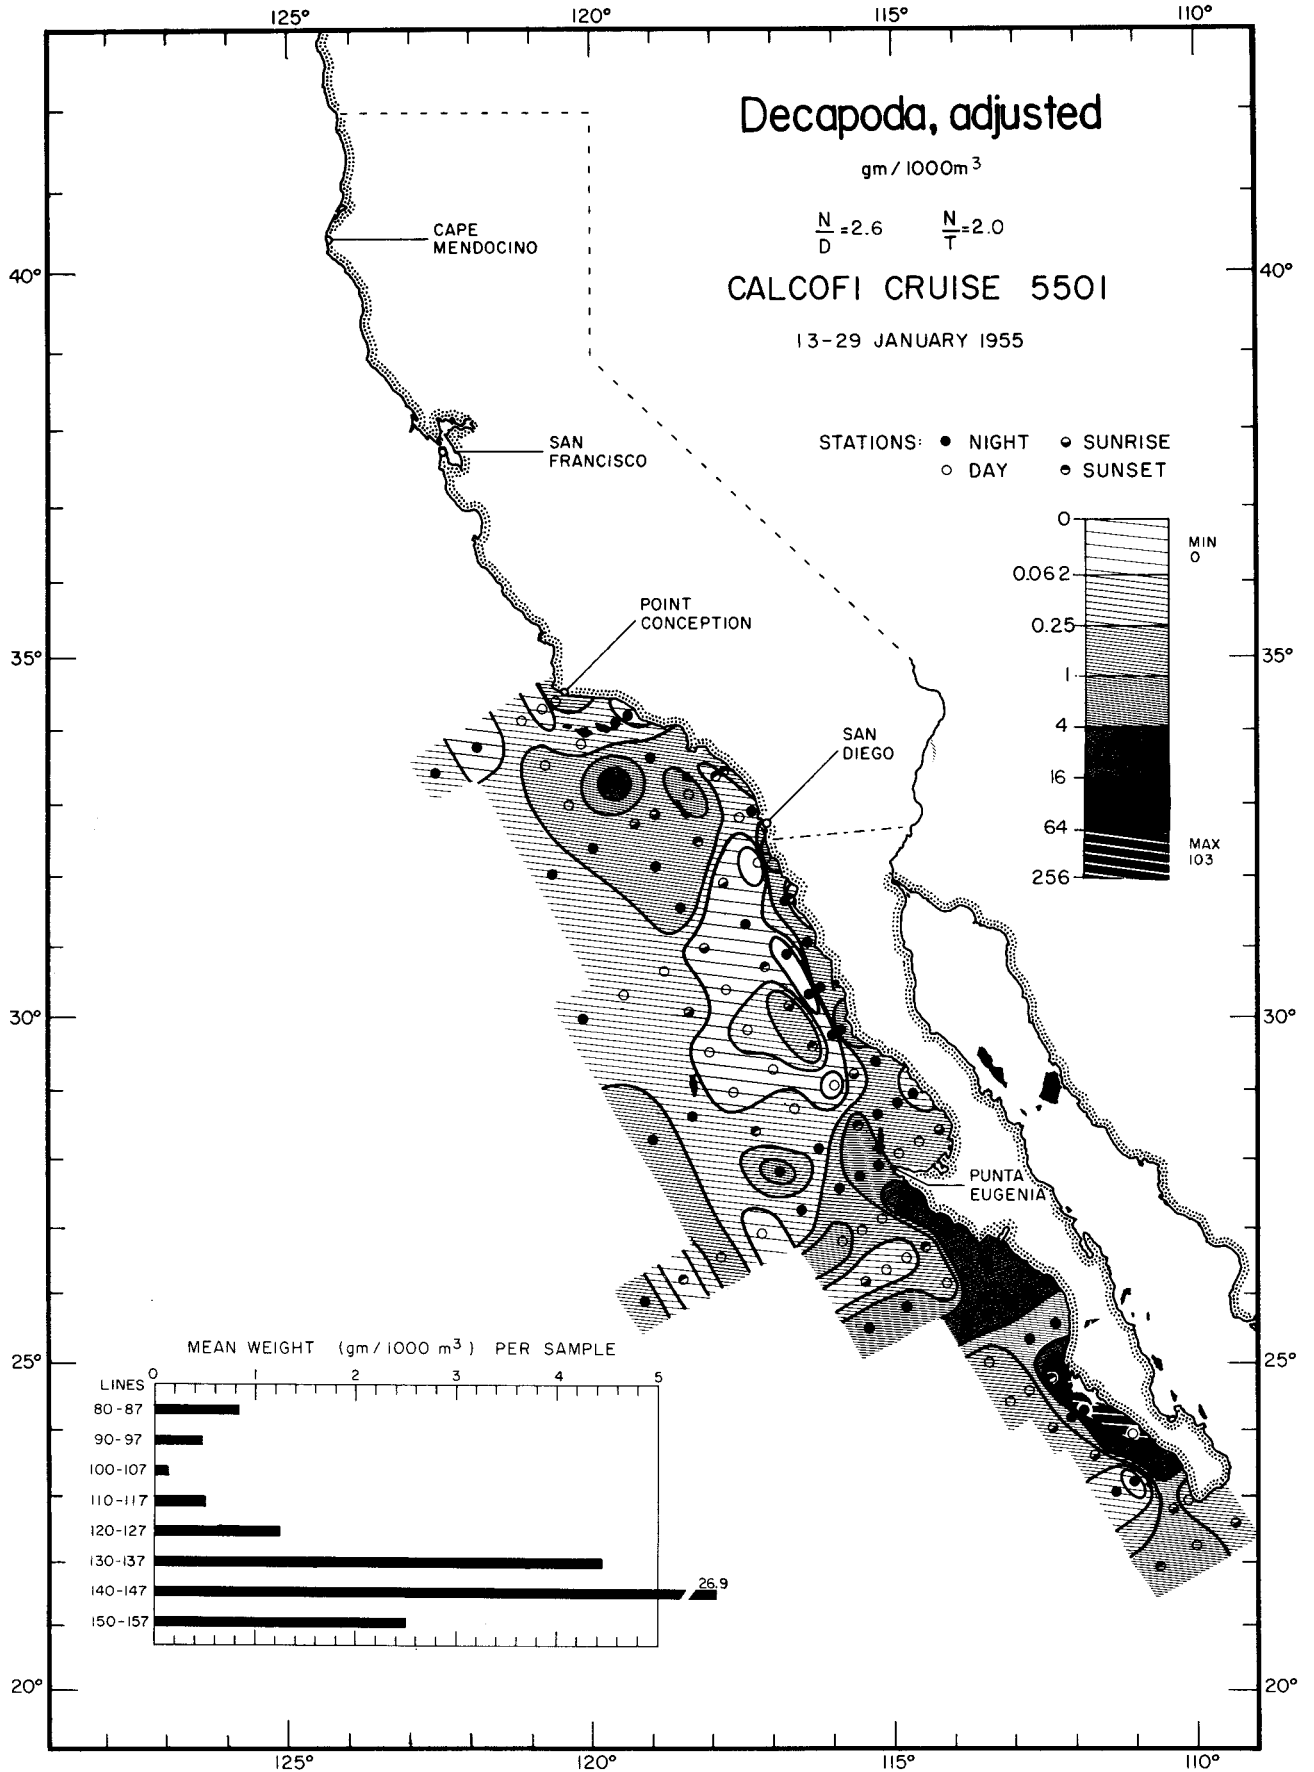 125° 120° 115° 110°
Decapoda, adjusted
gm/1000m³
N/D =2.6 N/T =2.0
CALCOFI CRUISE 5501
13-29 JANUARY 1955
CAPE
MENDOCINO
40° 40°
STATIONS: NIGHT SUNRISE
DAY SUNSET
SAN
FRANCISCO
0
MIN
0
0.062
0.25
1
4
16
64
MAX
103
256
POINT
CONCEPTION
35° 35°
SAN
DIEGO
30° 30°
PUNTA
EUGENIA
MEAN WEIGHT (gm/1000 m³) PER SAMPLE
25° 25°
LINES 0 1 2 3 4 5
80-87
90-97
100-107
110-117
120-127
130-137
140-147 26.9
150-157
20° 20°
125° 120° 115° 110°